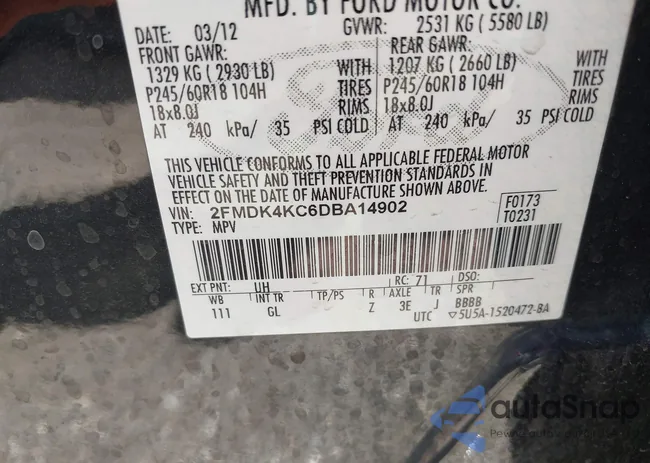 MFD. BY FORD MOTOR CO.
DATE: 03/12 GVWR: 2531 KG ( 5580 LB)
FRONT GAWR: REAR GAWR:
1329 KG ( 2930 LB) WITH 1207 KG ( 2660 LB) WITH
P245/60R18 104H TIRES P245/60R18 104H TIRES
18x8.0J RIMS 18x8.0J RIMS
AT 240 kPa/ 35 PSI COLD AT 240 kPa/ 35 PSI COLD
THIS VEHICLE CONFORMS TO ALL APPLICABLE FEDERAL MOTOR
VEHICLE SAFETY AND THEFT PREVENTION STANDARDS IN
EFFECT ON THE DATE OF MANUFACTURE SHOWN ABOVE.
VIN: 2FMDK4KC6DBA14902 F0173
TYPE: MPV T0231
EXT PNT: UH RC: 71 DSO:
WB INT TR TP/PS R AXLE TR SPR
111 GL Z 3E J BBBB
UTC ▽5U5A-1520472-BA
autoSnap